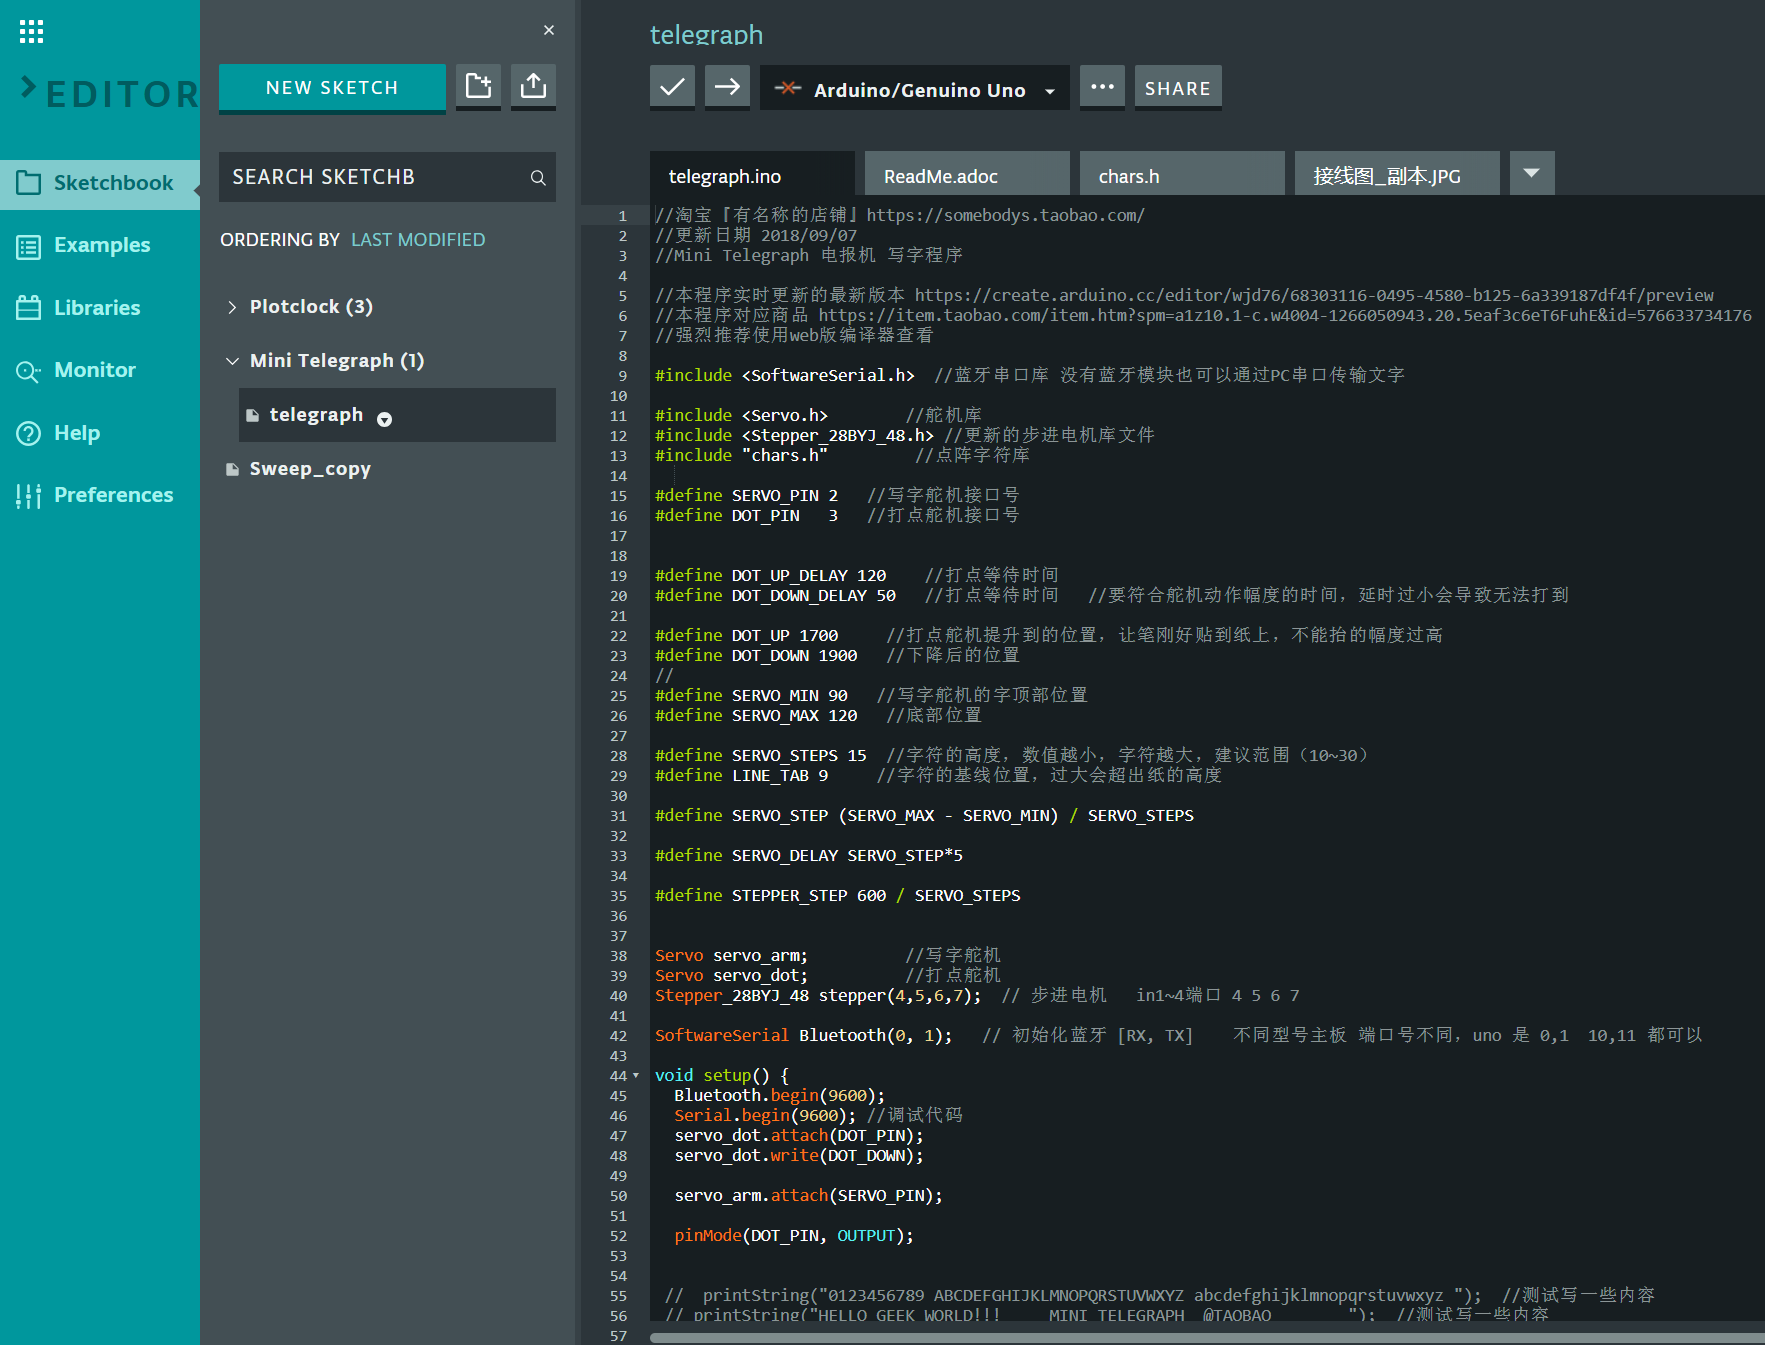 EDITOR
Sketchbook
Examples
Libraries
Monitor
Help
Preferences
×
NEW SKETCH
SEARCH SKETCHB
ORDERING BY LAST MODIFIED
Plotclock (3)
Mini Telegraph (1)
telegraph
Sweep_copy
telegraph
Arduino/Genuino Uno
SHARE
telegraph.ino ReadMe.adoc chars.h 接线图_副本.JPG
1 //淘宝『有名称的店铺』https://somebodys.taobao.com/
2 //更新日期 2018/09/07
3 //Mini Telegraph 电报机 写字程序
4
5 //本程序实时更新的最新版本 https://create.arduino.cc/editor/wjd76/68303116-0495-4580-b125-6a339187df4f/preview
6 //本程序对应商品 https://item.taobao.com/item.htm?spm=a1z10.1-c.w4004-1266050943.20.5eaf3c6eT6FuhE&id=576633734176
7 //强烈推荐使用web版编译器查看
8
9 #include <SoftwareSerial.h>  //蓝牙串口库 没有蓝牙模块也可以通过PC串口传输文字
10
11 #include <Servo.h>        //舵机库
12 #include <Stepper_28BYJ_48.h> //更新的步进电机库文件
13 #include "chars.h"         //点阵字符库
14
15 #define SERVO_PIN 2   //写字舵机接口号
16 #define DOT_PIN   3   //打点舵机接口号
17
18
19 #define DOT_UP_DELAY 120    //打点等待时间
20 #define DOT_DOWN_DELAY 50   //打点等待时间   //要符合舵机动作幅度的时间，延时过小会导致无法打到
21
22 #define DOT_UP 1700     //打点舵机提升到的位置，让笔刚好贴到纸上，不能抬的幅度过高
23 #define DOT_DOWN 1900   //下降后的位置
24 //
25 #define SERVO_MIN 90   //写字舵机的字顶部位置
26 #define SERVO_MAX 120   //底部位置
27
28 #define SERVO_STEPS 15  //字符的高度，数值越小，字符越大，建议范围（10~30）
29 #define LINE_TAB 9     //字符的基线位置，过大会超出纸的高度
30
31 #define SERVO_STEP (SERVO_MAX - SERVO_MIN) / SERVO_STEPS
32
33 #define SERVO_DELAY SERVO_STEP*5
34
35 #define STEPPER_STEP 600 / SERVO_STEPS
36
37
38 Servo servo_arm;          //写字舵机
39 Servo servo_dot;          //打点舵机
40 Stepper_28BYJ_48 stepper(4,5,6,7);  // 步进电机   in1~4端口 4 5 6 7
41
42 SoftwareSerial Bluetooth(0, 1);   // 初始化蓝牙 [RX, TX]    不同型号主板 端口号不同，uno 是 0,1  10,11 都可以
43
44 void setup() {
45   Bluetooth.begin(9600);
46   Serial.begin(9600); //调试代码
47   servo_dot.attach(DOT_PIN);
48   servo_dot.write(DOT_DOWN);
49
50   servo_arm.attach(SERVO_PIN);
51
52   pinMode(DOT_PIN, OUTPUT);
53
54
55  //  printString("0123456789 ABCDEFGHIJKLMNOPQRSTUVWXYZ abcdefghijklmnopqrstuvwxyz ");  //测试写一些内容
56  // printString("HELLO GEEK WORLD!!!     MINI TELEGRAPH  @TAOBAO        ");  //测试写一些内容
57